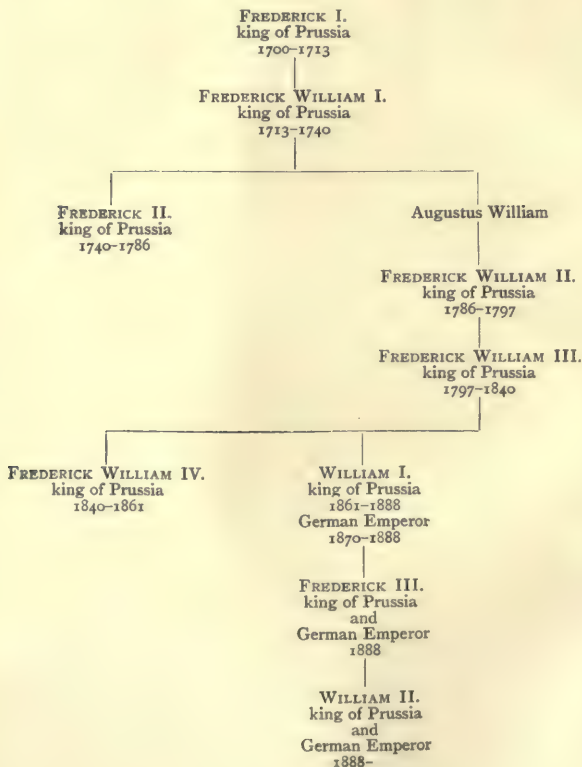 FREDERICK I.
king of Prussia
1700-1713
FREDERICK WILLIAM I.
king of Prussia
1713-1740
FREDERICK II.
king of Prussia
1740-1786
Augustus William
FREDERICK WILLIAM II.
king of Prussia
1786-1797
FREDERICK WILLIAM III.
king of Prussia
1797-1840
FREDERICK WILLIAM IV.
king of Prussia
1840-1861
WILLIAM I.
king of Prussia
1861-1888
German Emperor
1870-1888
FREDERICK III.
king of Prussia
and
German Emperor
1888
WILLIAM II.
king of Prussia
and
German Emperor
1888-